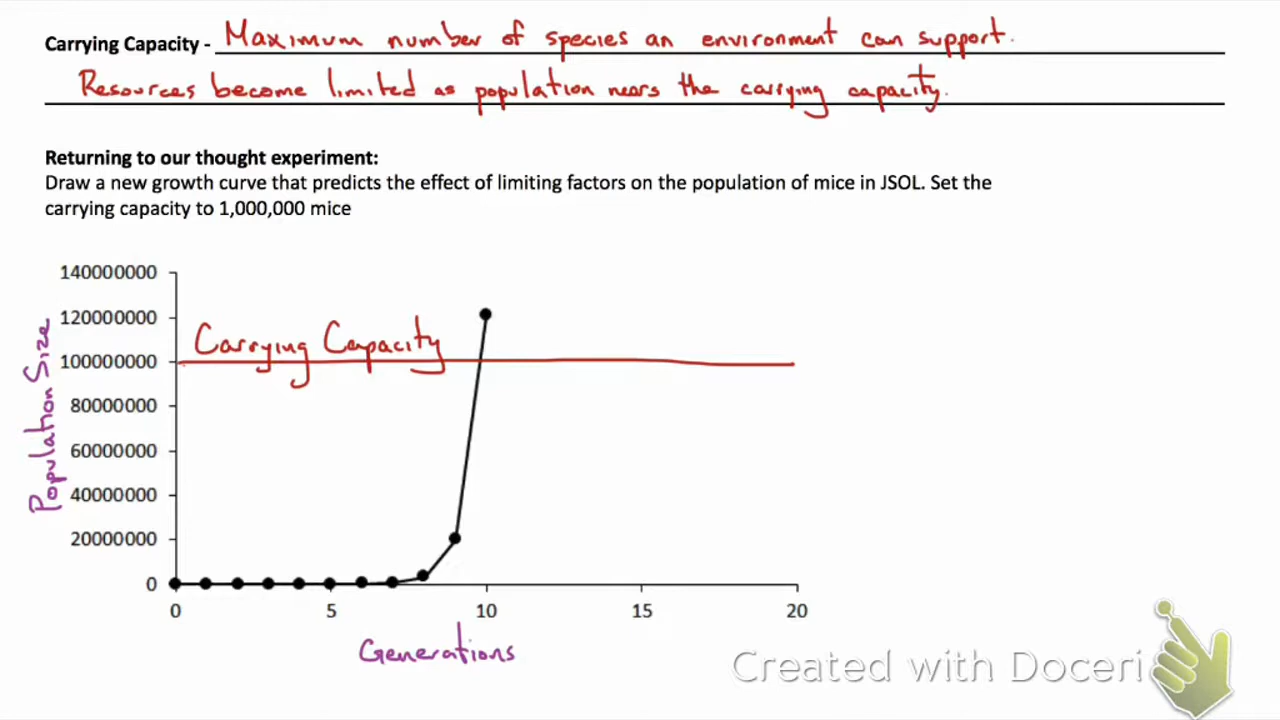 Carrying Capacity - Maximum number of species an environment can support.
Resources become limited as population nears the carrying capacity.
Returning to our thought experiment:
Draw a new growth curve that predicts the effect of limiting factors on the population of mice in JSOL. Set the
carrying capacity to 1,000,000 mice
140000000
120000000
Carrying Capacity
100000000
80000000
60000000
40000000
20000000
0
Population Size
0 5 10 15 20
Generations
Created with Doceri